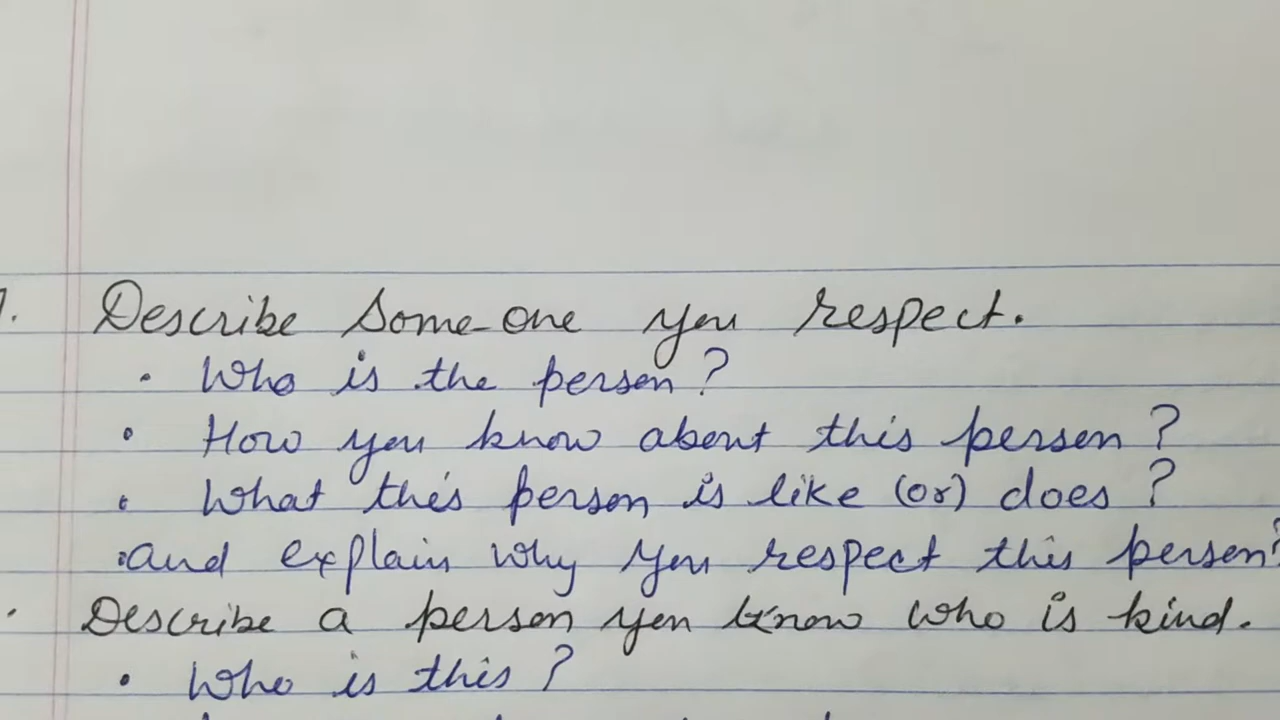 Describe some-one you respect.
• Who is the person?
• How you know about this person?
• What this person is like (or) does?
• and explain why you respect this person?
Describe a person you know who is kind.
• Who is this?